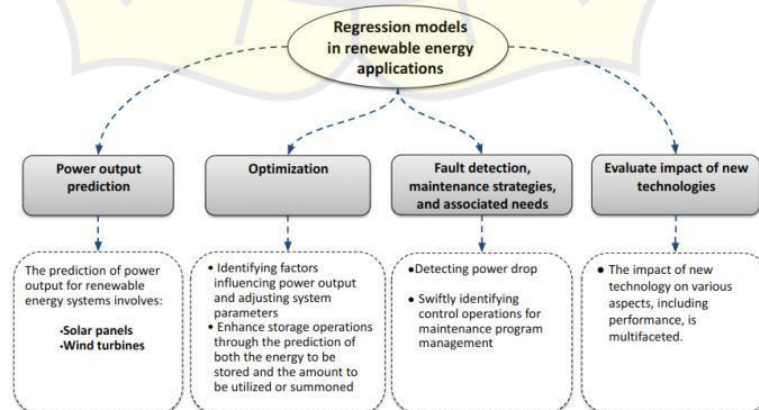 Regression models
in renewable energy
applications
Power output
prediction
Optimization
Fault detection,
maintenance strategies,
and associated needs
Evaluate impact of new
technologies
The prediction of power
output for renewable
energy systems involves:
-Solar panels
-Wind turbines
• Identifying factors
influencing power output
and adjusting system
parameters
• Enhance storage operations
through the prediction of
both the energy to be
stored and the amount to
be utilized or summoned
•Detecting power drop
• Swiftly identifying
control operations for
maintenance program
management
• The impact of new
technology on various
aspects, including
performance, is
multifaceted.